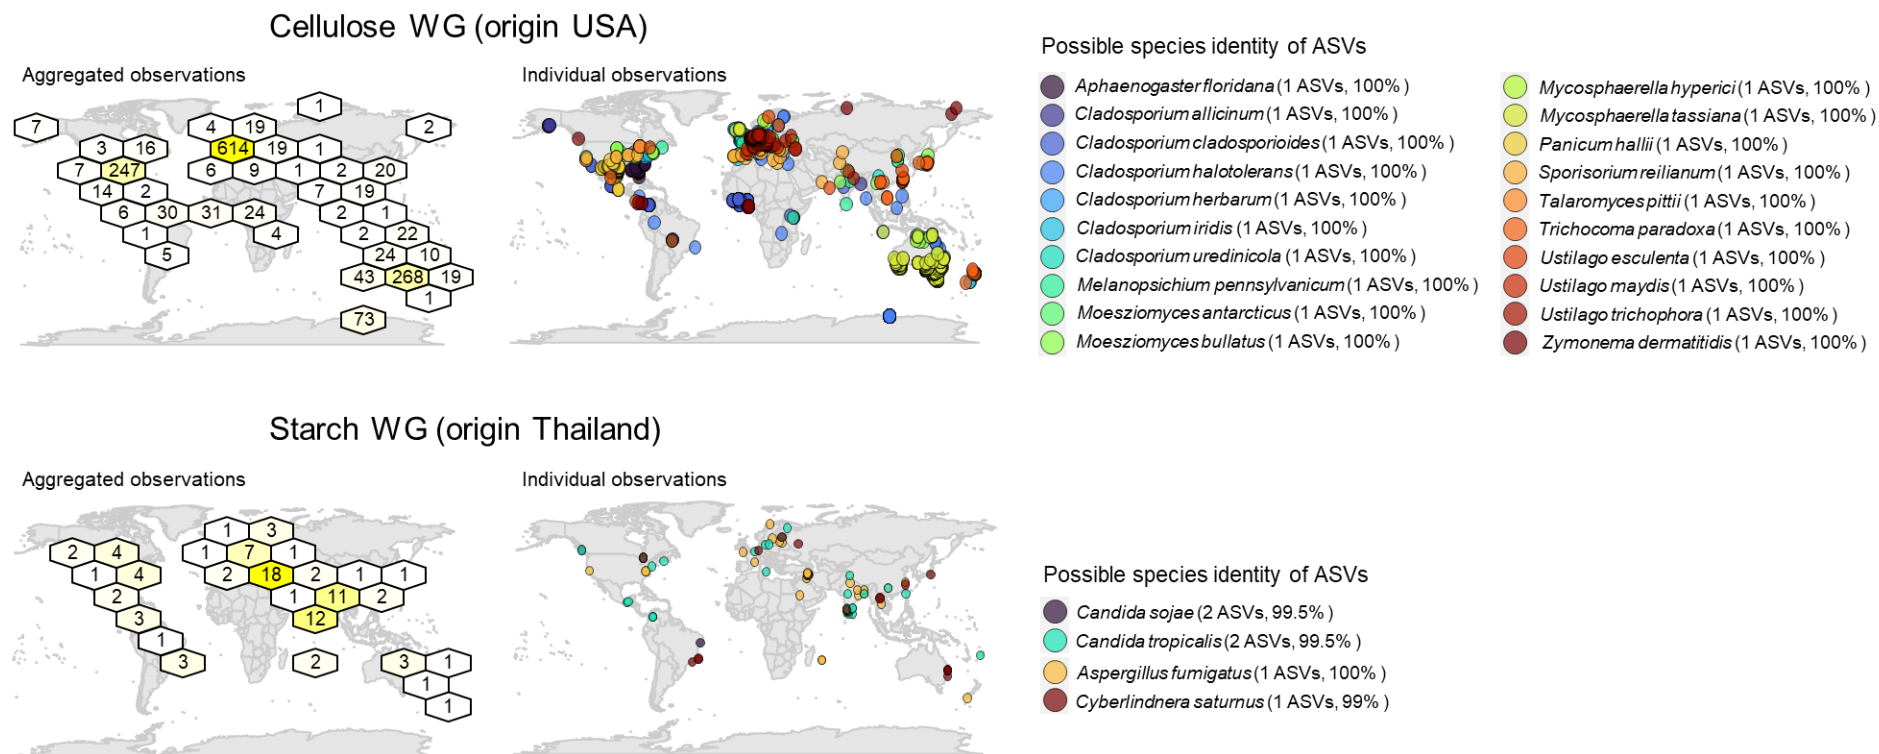 Cellulose WG (origin USA)
Aggregated observations
Individual observations
1
7 4 19 2
3 16 614 19 1
7 247 6 9 1 2 20
14 2 7 19
6 30 31 24 2 1
1 4 2 22
5 24 10
43 268 19
1
73
Possible species identity of ASVs
Aphaenogaster floridana (1 ASVs, 100%)
Cladosporium allicinum (1 ASVs, 100%)
Cladosporium cladosporioides (1 ASVs, 100%)
Cladosporium halotolerans (1 ASVs, 100%)
Cladosporium herbarum (1 ASVs, 100%)
Cladosporium iridis (1 ASVs, 100%)
Cladosporium uredinicola (1 ASVs, 100%)
Melanopsichium pennsylvanicum (1 ASVs, 100%)
Moesziomyces antarcticus (1 ASVs, 100%)
Moesziomyces bullatus (1 ASVs, 100%)
Mycosphaerella hyperici (1 ASVs, 100%)
Mycosphaerella tassiana (1 ASVs, 100%)
Panicum hallii (1 ASVs, 100%)
Sporisorium reilianum (1 ASVs, 100%)
Talaromyces pittii (1 ASVs, 100%)
Trichocoma paradoxa (1 ASVs, 100%)
Ustilago esculenta (1 ASVs, 100%)
Ustilago maydis (1 ASVs, 100%)
Ustilago trichophora (1 ASVs, 100%)
Zymonema dermatitidis (1 ASVs, 100%)
Starch WG (origin Thailand)
Aggregated observations
Individual observations
1 3
2 4 1 7 1
1 4 2 18 2 1 1
2 1 11 2
3 12
1
3 2 3 1
1
1
Possible species identity of ASVs
Candida sojae (2 ASVs, 99.5%)
Candida tropicalis (2 ASVs, 99.5%)
Aspergillus fumigatus (1 ASVs, 100%)
Cyberlindnera saturnus (1 ASVs, 99%)